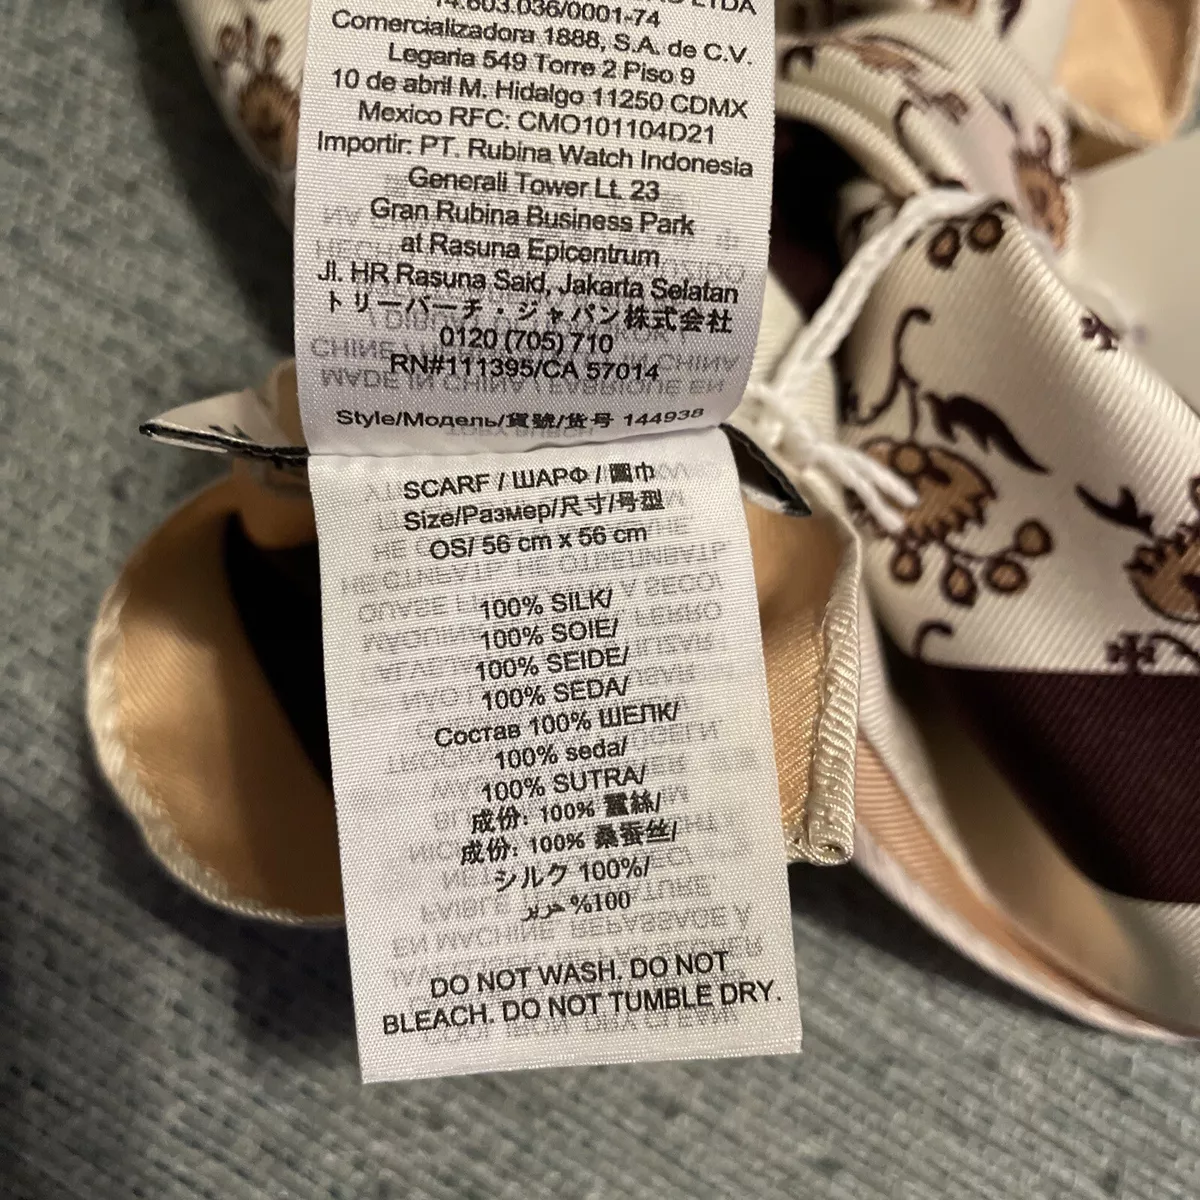 LTDA
14.603.036/0001-74
Comercializadora 1888, S.A. de C.V.
Legaria 549 Torre 2 Piso 9
10 de abril M. Hidalgo 11250 CDMX
Mexico RFC: CMO101104D21
Importir: PT. Rubina Watch Indonesia
Generali Tower Lt. 23
Gran Rubina Business Park
at Rasuna Epicentrum
Jl. HR Rasuna Said, Jakarta Selatan
トリーバーチ・ジャパン株式会社
0120 (705) 710
RN#111395/CA 57014
Style/Модель/貨號/货号 144938
SCARF / ШАРФ / 圍巾
Size/Размер/尺寸/号型
OS/ 56 cm x 56 cm
100% SILK/
100% SOIE/
100% SEIDE/
100% SEDA/
Состав 100% ШЕЛК/
100% seda/
100% SUTRA/
成份: 100% 蠶絲/
成份: 100% 桑蚕丝/
シルク 100%/
100% حرير
DO NOT WASH. DO NOT
BLEACH. DO NOT TUMBLE DRY.